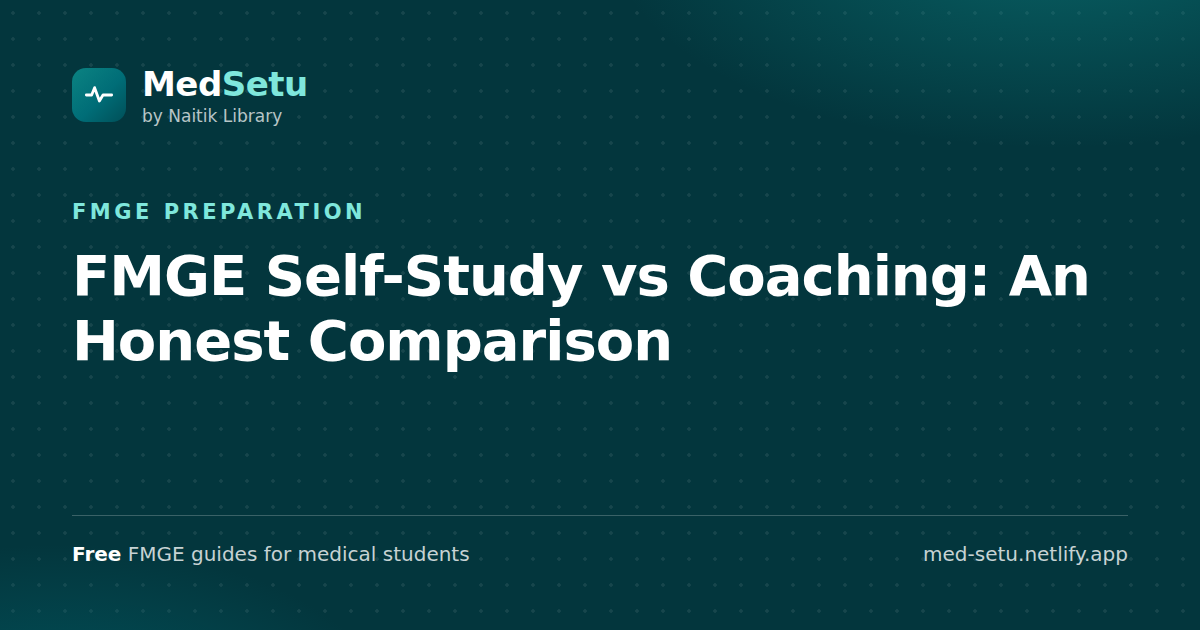 MedSetu
by Naitik Library
FMGE PREPARATION
FMGE Self-Study vs Coaching: An
Honest Comparison
Free FMGE guides for medical students
med-setu.netlify.app